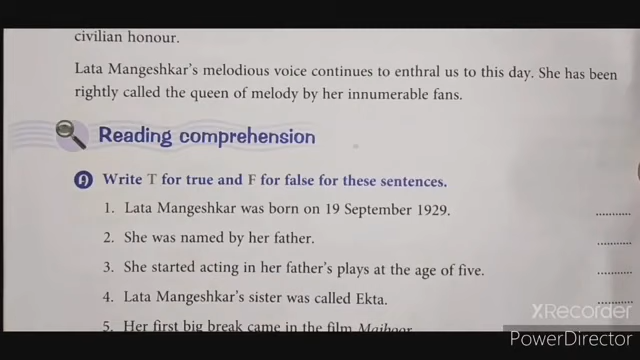 civilian honour.
Lata Mangeshkar's melodious voice continues to enthral us to this day. She has been
rightly called the queen of melody by her innumerable fans.
Reading comprehension
A Write T for true and F for false for these sentences.
1. Lata Mangeshkar was born on 19 September 1929. ............
2. She was named by her father. ............
3. She started acting in her father's plays at the age of five. ............
4. Lata Mangeshkar's sister was called Ekta. ............
5. Her first big break came in the film Majboor.
XRecorder
PowerDirector